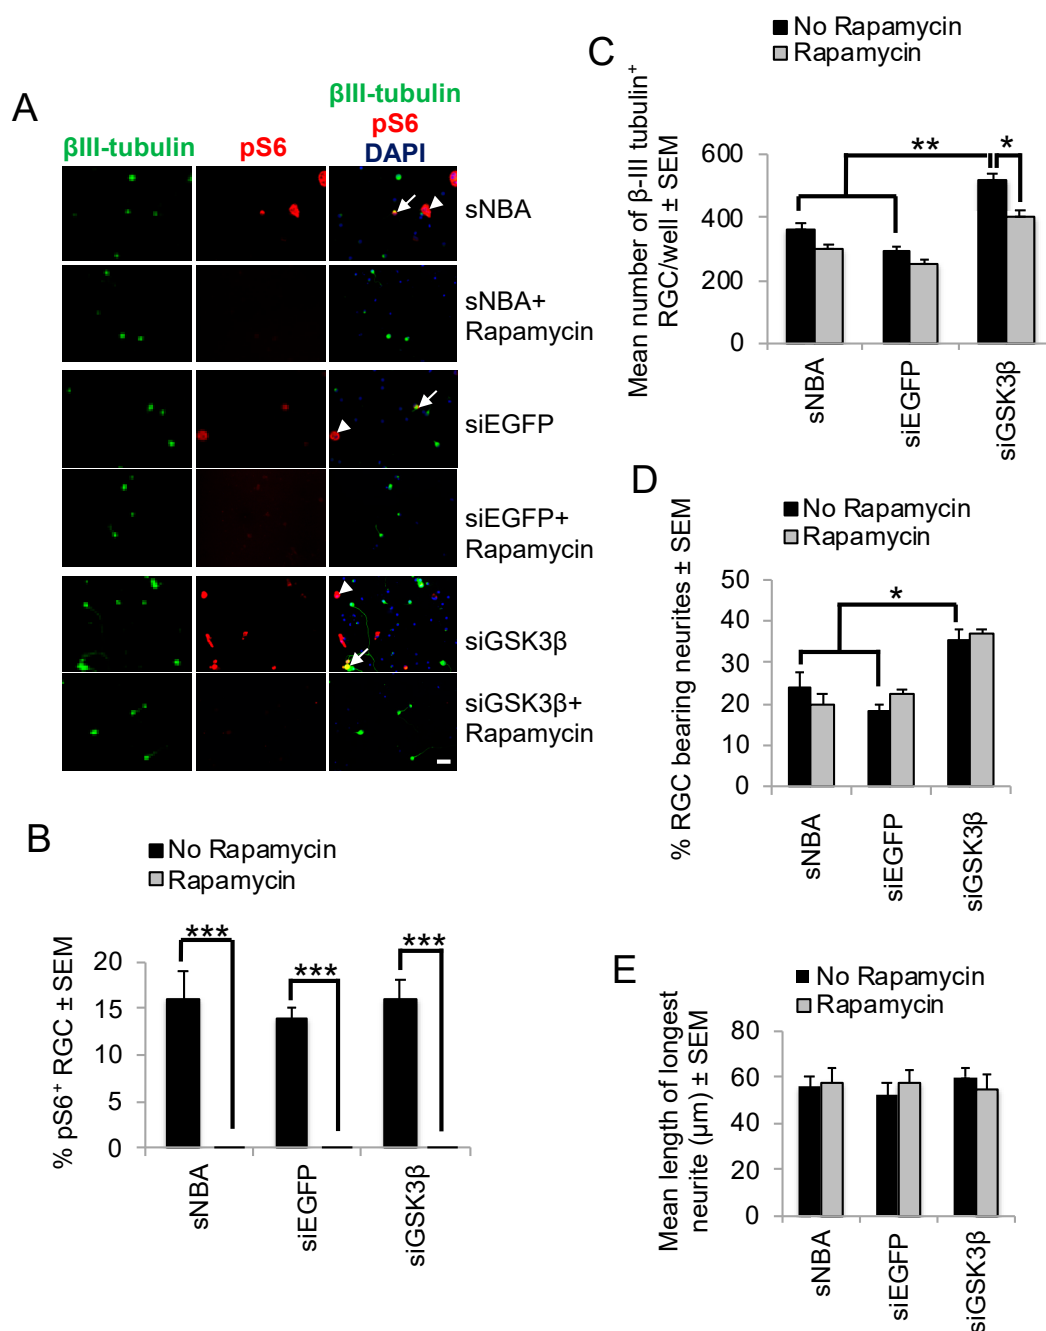 A
βIII-tubulin
pS6
βIII-tubulin
pS6
DAPI
sNBA
sNBA+
Rapamycin
siEGFP
siEGFP+
Rapamycin
siGSK3β
siGSK3β+
Rapamycin
B
No Rapamycin
Rapamycin
% pS6⁺ RGC ± SEM
20
15
10
5
0
***
***
***
sNBA
siEGFP
siGSK3β
C
No Rapamycin
Rapamycin
Mean number of β-III tubulin⁺
RGC/well ± SEM
600
400
200
0
**
*
sNBA
siEGFP
siGSK3β
D
No Rapamycin
Rapamycin
% RGC bearing neurites ± SEM
50
40
30
20
10
0
*
sNBA
siEGFP
siGSK3β
E
No Rapamycin
Rapamycin
Mean length of longest
neurite (µm) ± SEM
80
60
40
20
0
sNBA
siEGFP
siGSK3β